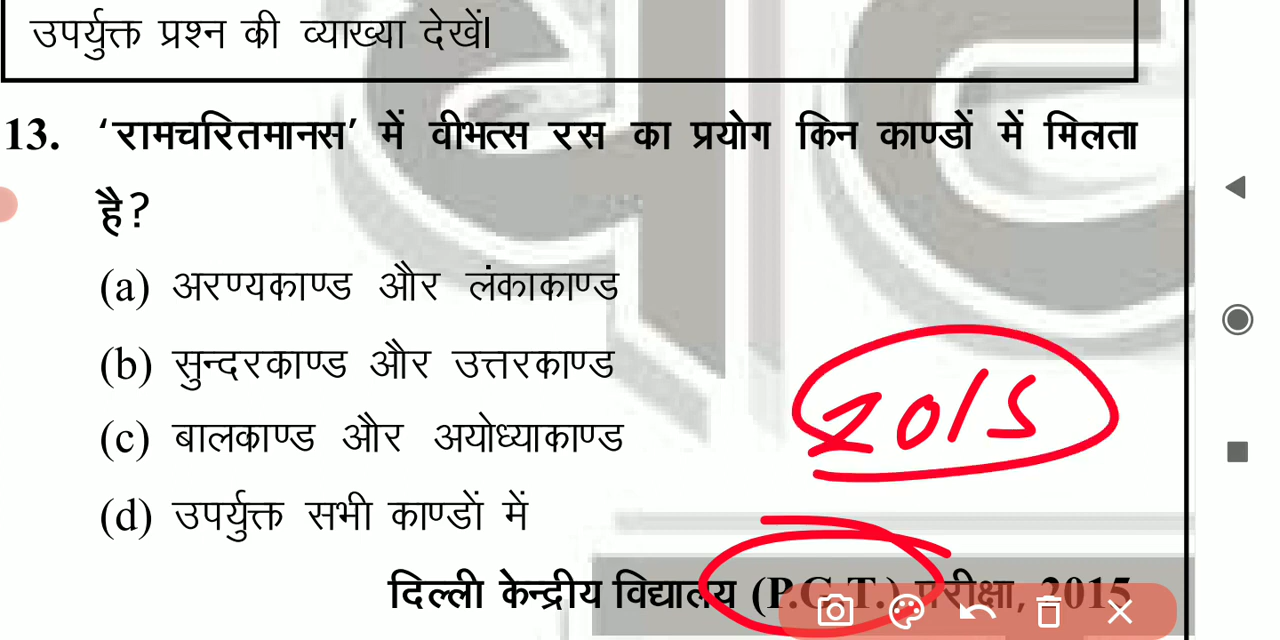 उपर्युक्त प्रश्न की व्याख्या देखें।
13. ‘रामचरितमानस’ में वीभत्स रस का प्रयोग किन काण्डों में मिलता
है?
(a) अरण्यकाण्ड और लंकाकाण्ड
(b) सुन्दरकाण्ड और उत्तरकाण्ड
(c) बालकाण्ड और अयोध्याकाण्ड
2015
(d) उपर्युक्त सभी काण्डों में
दिल्ली केन्द्रीय विद्यालय (P.G.T.) परीक्षा, 2015